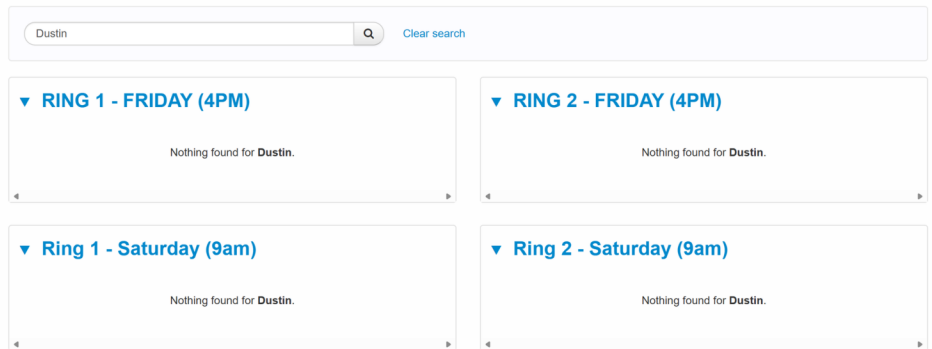 Dustin
Clear search
RING 1 - FRIDAY (4PM)
Nothing found for Dustin.
RING 2 - FRIDAY (4PM)
Nothing found for Dustin.
Ring 1 - Saturday (9am)
Nothing found for Dustin.
Ring 2 - Saturday (9am)
Nothing found for Dustin.